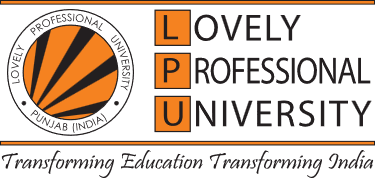 LOVELY PROFESSIONAL UNIVERSITY
• PUNJAB (INDIA) •
LOVELY
PROFESSIONAL
UNIVERSITY
Transforming Education Transforming India